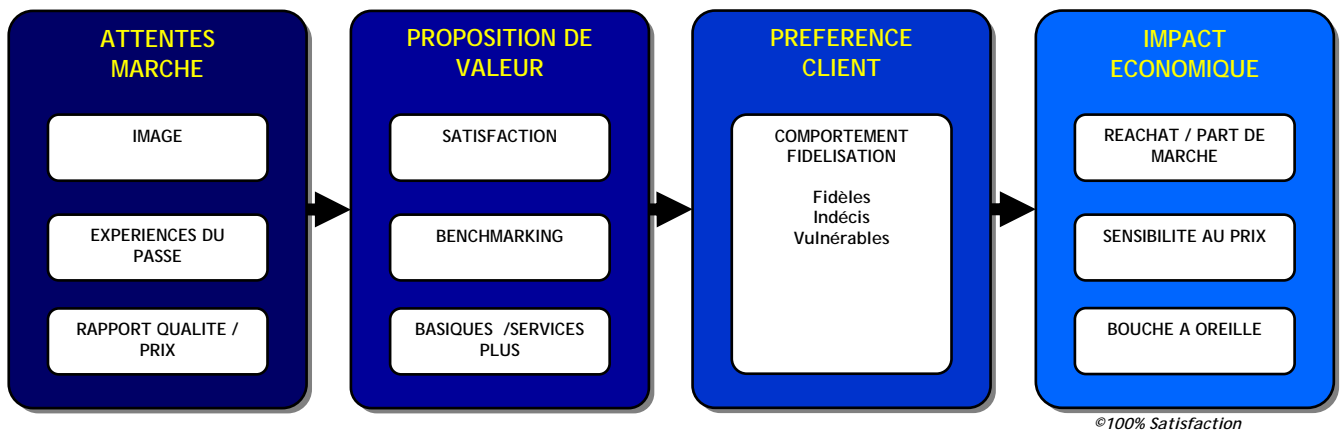 ATTENTES
MARCHE
IMAGE
EXPERIENCES DU
PASSE
RAPPORT QUALITE /
PRIX
PROPOSITION DE
VALEUR
SATISFACTION
BENCHMARKING
BASIQUES /SERVICES
PLUS
PREFERENCE
CLIENT
COMPORTEMENT
FIDELISATION
Fidèles
Indécis
Vulnérables
IMPACT
ECONOMIQUE
REACHAT / PART DE
MARCHE
SENSIBILITE AU PRIX
BOUCHE A OREILLE
©100% Satisfaction